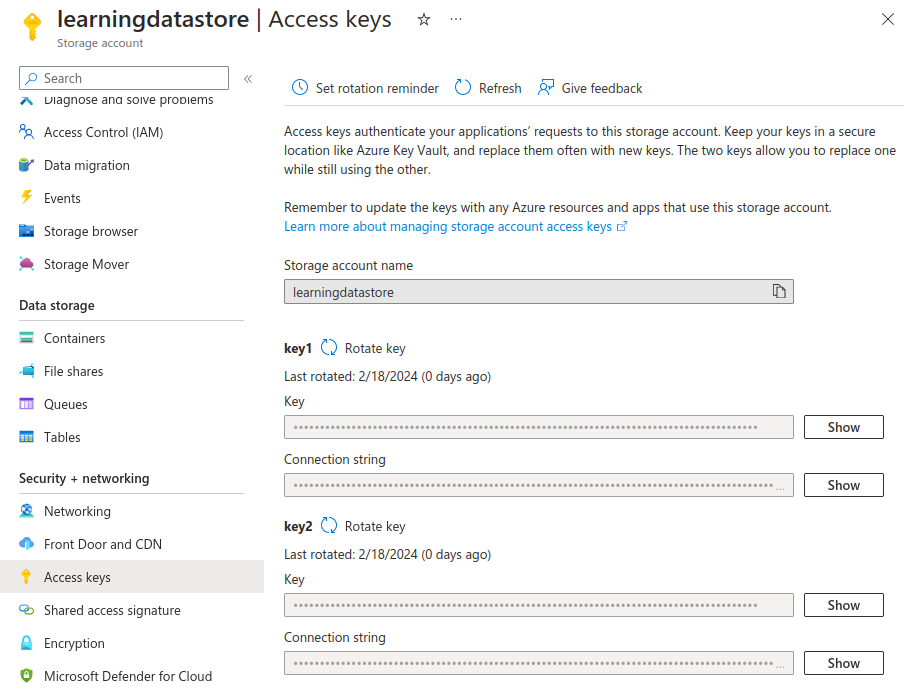 learningdatastore | Access keys
Storage account
Search
Diagnose and solve problems
Access Control (IAM)
Data migration
Events
Storage browser
Storage Mover
Data storage
Containers
File shares
Queues
Tables
Security + networking
Networking
Front Door and CDN
Access keys
Shared access signature
Encryption
Microsoft Defender for Cloud
Set rotation reminder
Refresh
Give feedback
Access keys authenticate your applications' requests to this storage account. Keep your keys in a secure
location like Azure Key Vault, and replace them often with new keys. The two keys allow you to replace one
while still using the other.
Remember to update the keys with any Azure resources and apps that use this storage account.
Learn more about managing storage account access keys
Storage account name
learningdatastore
key1 Rotate key
Last rotated: 2/18/2024 (0 days ago)
Key
Show
Connection string
Show
key2 Rotate key
Last rotated: 2/18/2024 (0 days ago)
Key
Show
Connection string
Show